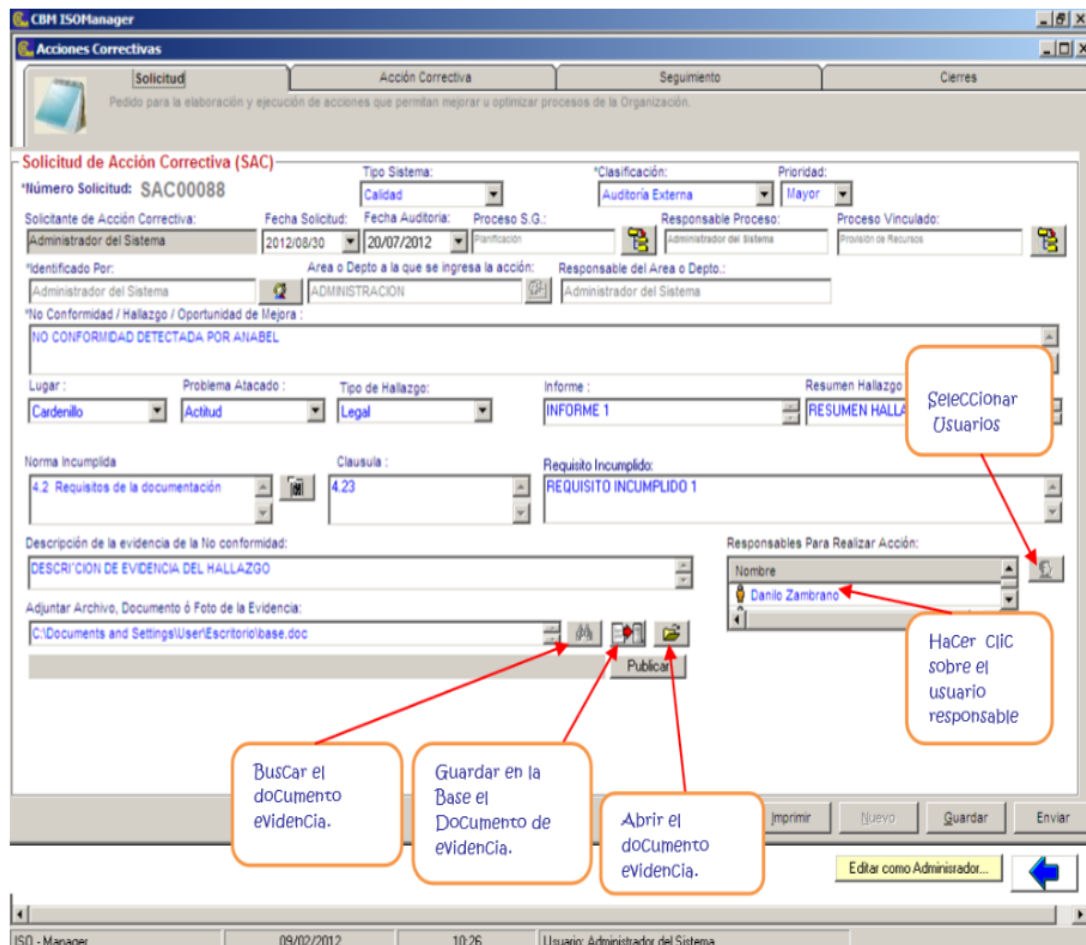 CBM ISOManager
Acciones Correctivas
Solicitud Acción Correctiva Seguimiento Cierres
Pedido para la elaboración y ejecución de acciones que permitan mejorar u optimizar procesos de la Organización.
Solicitud de Acción Correctiva (SAC)
*Número Solicitud: SAC00088
Tipo Sistema: *Clasificación: Prioridad:
Calidad Auditoría Externa Mayor
Solicitante de Acción Correctiva: Fecha Solicitud: Fecha Auditoria: Proceso S.G.: Responsable Proceso: Proceso Vinculado:
Administrador del Sistema 2012/08/30 20/07/2012 Planificación Administrador del Sistema Provisión de Recursos
*Identificado Por: Area o Depto a la que se ingresa la acción: Responsable del Area o Depto.:
Administrador del Sistema ADMINISTRACION Administrador del Sistema
*No Conformidad / Hallazgo / Oportunidad de Mejora :
NO CONFORMIDAD DETECTADA POR ANABEL
Lugar : Problema Atacado : Tipo de Hallazgo: Informe : Resumen Hallazgo
Cardenillo Actitud Legal INFORME 1 RESUMEN HALLA
Seleccionar
Usuarios
Norma Incumplida Clausula : Requisito Incumplido:
4.2 Requisitos de la documentación 4.23 REQUISITO INCUMPLIDO 1
Descripción de la evidencia de la No conformidad: Responsables Para Realizar Acción:
DESCRI'CION DE EVIDENCIA DEL HALLAZGO
Nombre
Danilo Zambrano
Adjuntar Archivo, Documento ó Foto de la Evidencia:
C:\Documents and Settings\User\Escritorio\base.doc
Publicar
Hacer clic
sobre el
usuario
responsable
Buscar el
documento
evidencia.
Guardar en la
Base el
Documento de
evidencia.
Abrir el
documento
evidencia.
Imprimir Nuevo Guardar Enviar
Editar como Adminisrador...
ISO - Manager 09/02/2012 10:26 Usuario: Administrador del Sistema